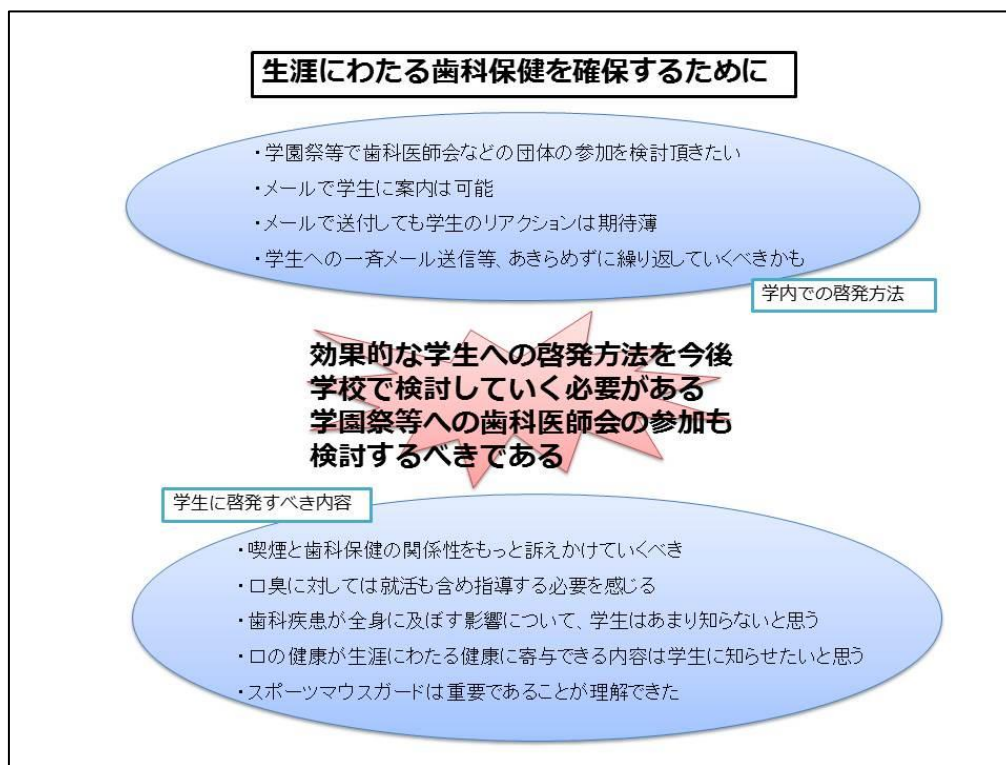 生涯にわたる歯科保健を確保するために
・学園祭等で歯科医師会などの団体の参加を検討頂きたい
・メールで学生に案内は可能
・メールで送付しても学生のリアクションは期待薄
・学生への一斉メール送信等、あきらめずに繰り返していくべきかも
学内での啓発方法
効果的な学生への啓発方法を今後
学校で検討していく必要がある
学園祭等への歯科医師会の参加も
検討するべきである
学生に啓発すべき内容
・喫煙と歯科保健の関係性をもっと訴えかけていくべき
・口臭に対しては就活も含め指導する必要を感じる
・歯科疾患が全身に及ぼす影響について、学生はあまり知らないと思う
・口の健康が生涯にわたる健康に寄与できる内容は学生に知らせたいと思う
・スポーツマウスガードは重要であることが理解できた